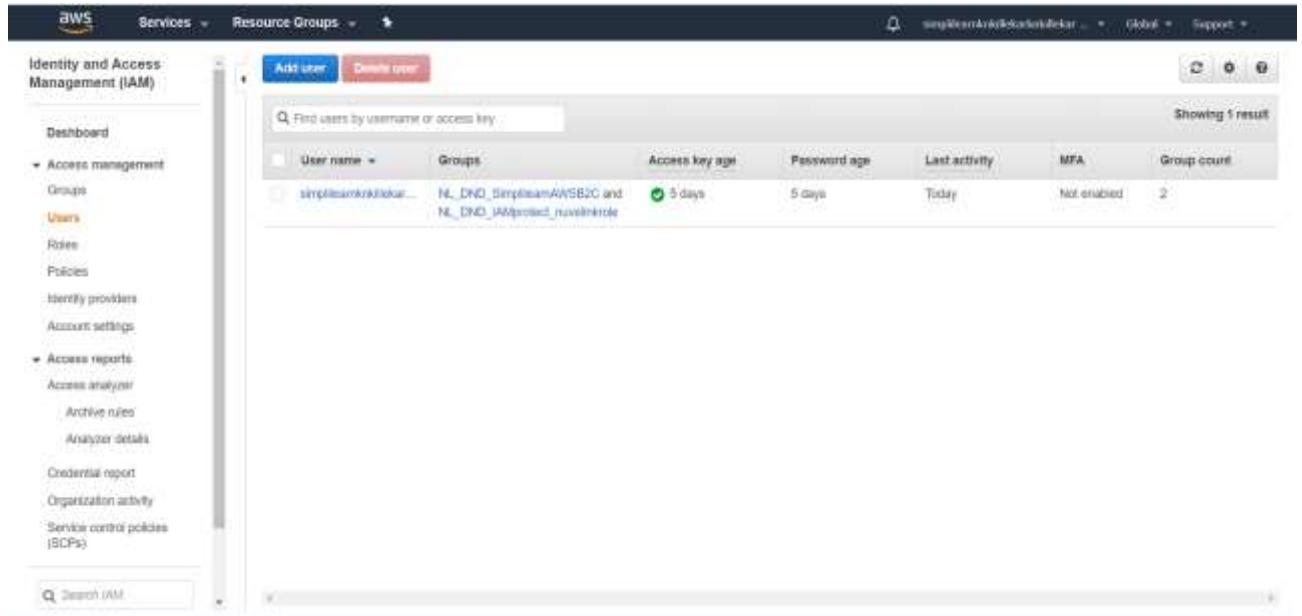 aws
Services
Resource Groups
Global
Support
Identity and Access
Management (IAM)
Dashboard
Access management
Groups
Users
Roles
Policies
Identity providers
Account settings
Access reports
Access analyzer
Archive rules
Analyzer details
Credential report
Organization activity
Service control policies
(SCPs)
Search IAM
Add user
Delete user
Find users by username or access key
Showing 1 result
User name
Groups
Access key age
Password age
Last activity
MFA
Group count
NL_DND_SimplilearnAWSB2C and
5 days
5 days
Today
Not enabled
2